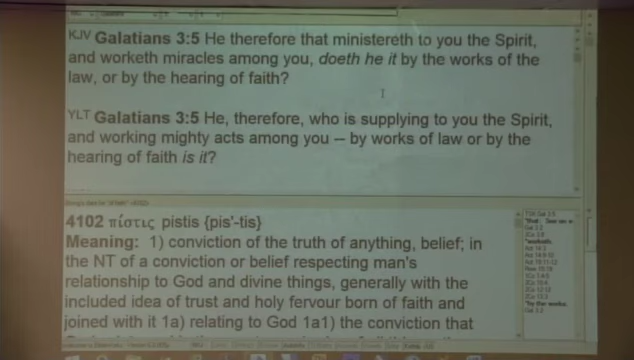 KJV Galatians 3:5 He therefore that ministereth to you the Spirit,
and worketh miracles among you, doeth he it by the works of the
law, or by the hearing of faith?
YLT Galatians 3:5 He, therefore, who is supplying to you the Spirit,
and working mighty acts among you -- by works of law or by the
hearing of faith is it?
4102 πίστις pistis {pis'-tis}
Meaning: 1) conviction of the truth of anything, belief; in
the NT of a conviction or belief respecting man's
relationship to God and divine things, generally with the
included idea of trust and holy fervour born of faith and
joined with it 1a) relating to God 1a1) the conviction that